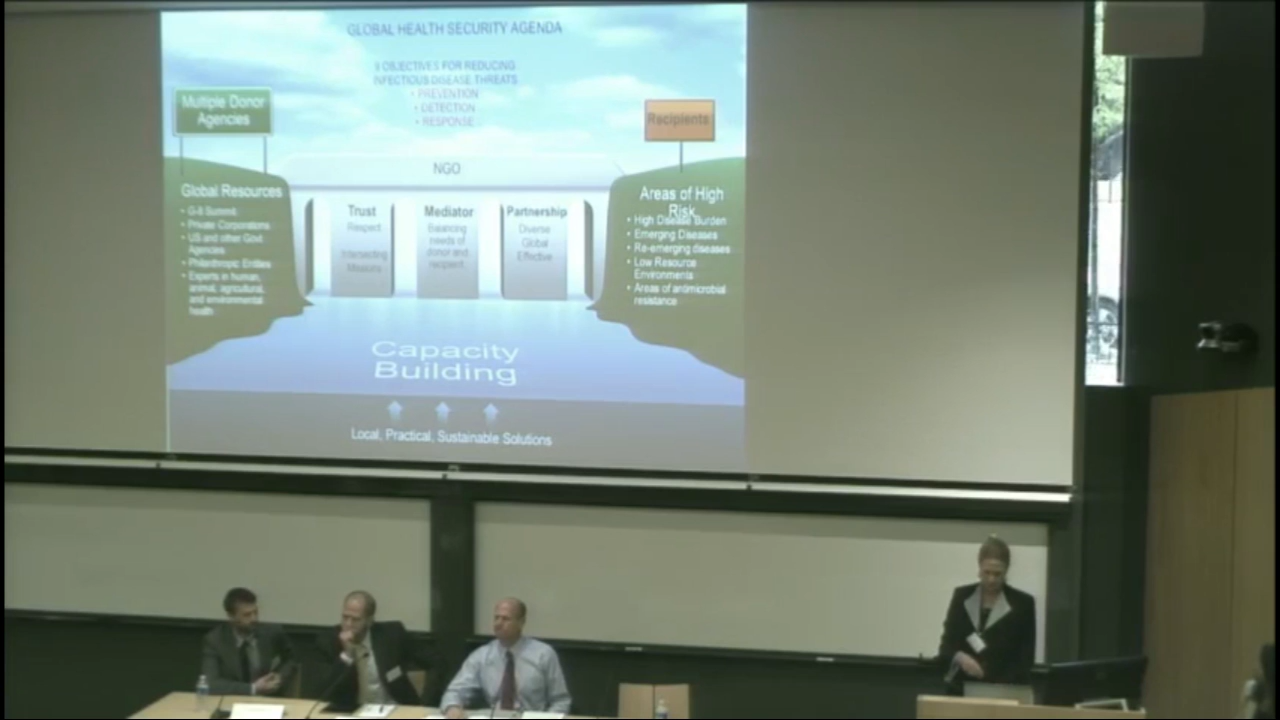 GLOBAL HEALTH SECURITY AGENDA
OBJECTIVES FOR REDUCING
INFECTIOUS DISEASE THREATS
• PREVENTION
• DETECTION
• RESPONSE
Multiple Donor
Agencies
Recipients
NGO
Global Resources
• G-8 Summit
• Private Corporations
• US and other Govt
Agencies
• Philanthropic Entities
• Experts in human,
animal, agricultural,
and environmental
health
Trust
Respect
Intersecting
Mediator
Balancing
needs of
donor and
recipient
Partnership
Diverse
Global
Effective
Areas of High
Risk
• High Disease Burden
• Emerging Diseases
• Re-emerging diseases
• Low Resource
Environments
• Areas of antimicrobial
resistance
Capacity
Building
Local, Practical, Sustainable Solutions